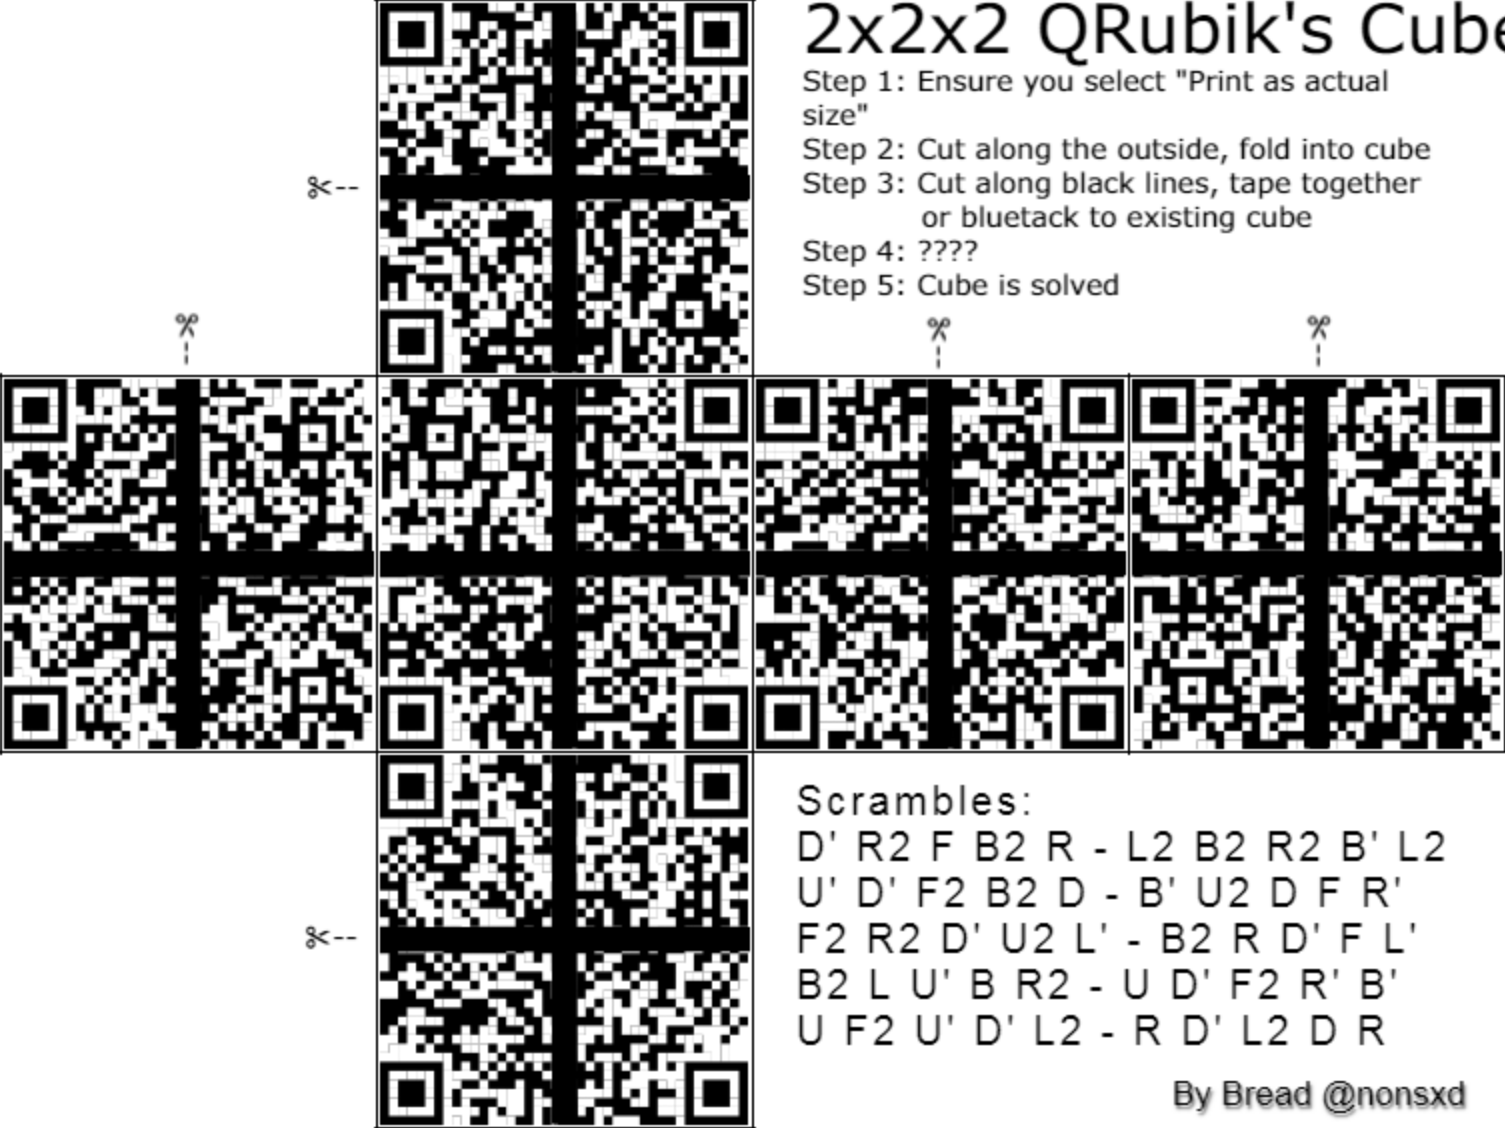 2x2x2 QRubik's Cube
Step 1: Ensure you select "Print as actual
size"
Step 2: Cut along the outside, fold into cube
Step 3: Cut along black lines, tape together
or bluetack to existing cube
Step 4: ????
Step 5: Cube is solved
Scrambles:
D' R2 F B2 R - L2 B2 R2 B' L2
U' D' F2 B2 D - B' U2 D F R'
F2 R2 D' U2 L' - B2 R D' F L'
B2 L U' B R2 - U D' F2 R' B'
U F2 U' D' L2 - R D' L2 D R
By Bread @nonsxd